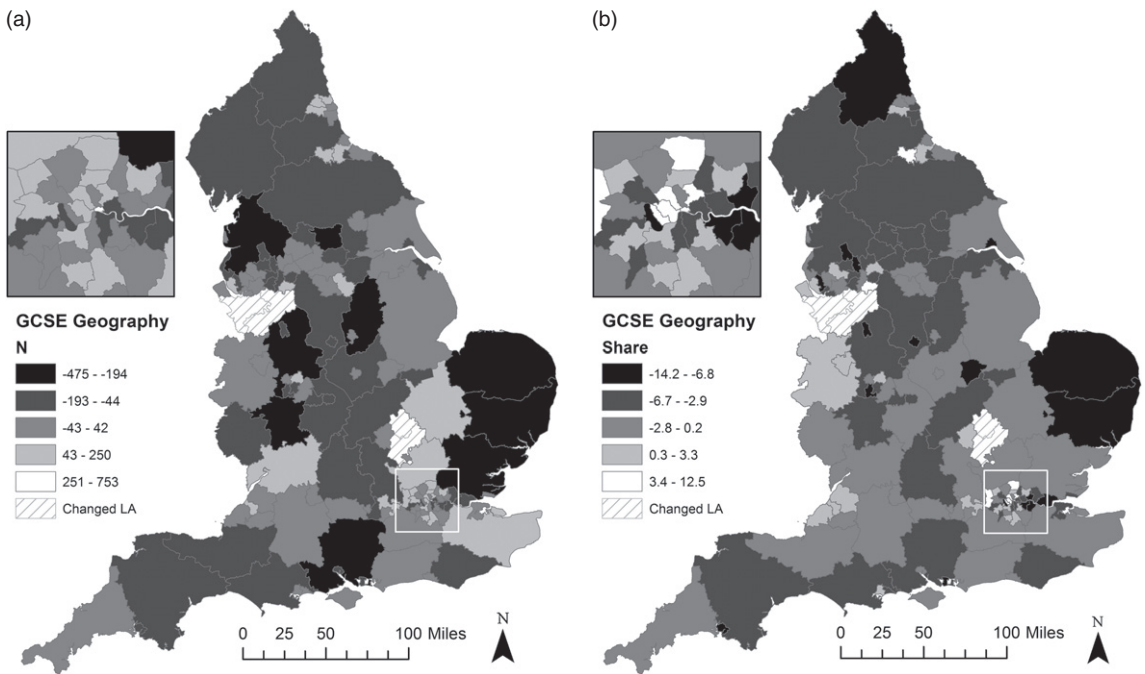 (a)
GCSE Geography
N
-475 - -194
-193 - -44
-43 - 42
43 - 250
251 - 753
Changed LA
0 25 50 100 Miles
N
(b)
GCSE Geography
Share
-14.2 - -6.8
-6.7 - -2.9
-2.8 - 0.2
0.3 - 3.3
3.4 - 12.5
Changed LA
0 25 50 100 Miles
N